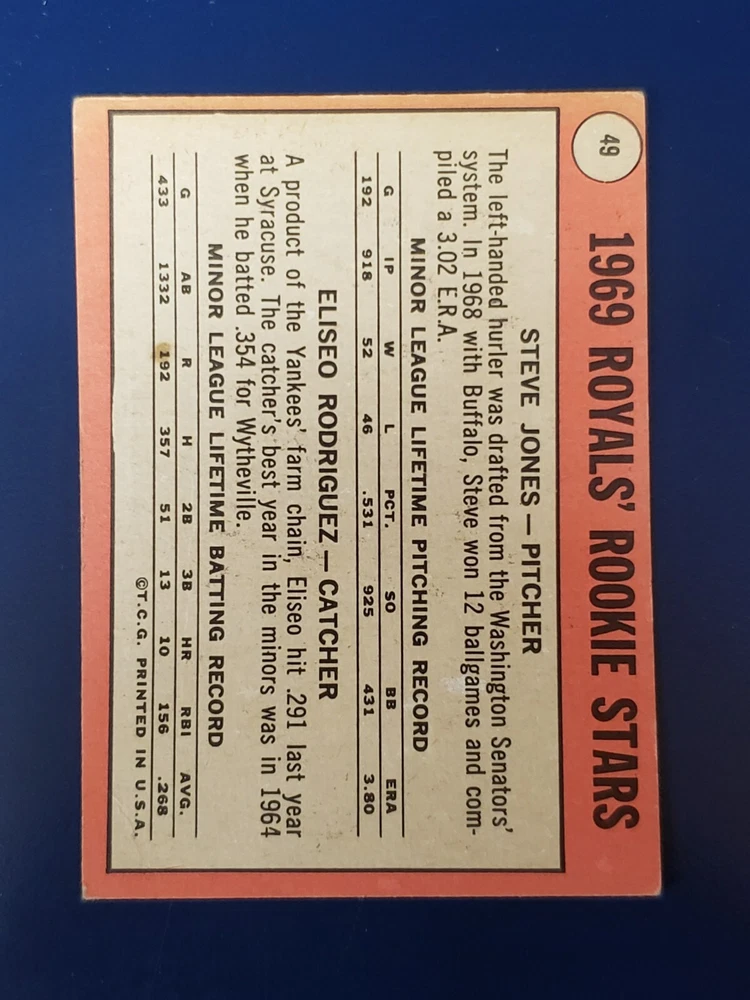 49
1969 ROYALS' ROOKIE STARS
STEVE JONES — PITCHER
The left-handed hurler was drafted from the Washington Senators'
system. In 1968 with Buffalo, Steve won 12 ballgames and com-
piled a 3.02 E.R.A.
MINOR LEAGUE LIFETIME PITCHING RECORD
G IP W L PCT. SO BB ERA
192 918 52 46 .531 925 431 3.80
ELISEO RODRIGUEZ — CATCHER
A product of the Yankees' farm chain, Eliseo hit .291 last year
at Syracuse. The catcher's best year in the minors was in 1964
when he batted .354 for Wytheville.
MINOR LEAGUE LIFETIME BATTING RECORD
G AB R H 2B 3B HR RBI AVG.
433 1332 192 357 51 13 10 156 .268
©T.C.G. PRINTED IN U.S.A.